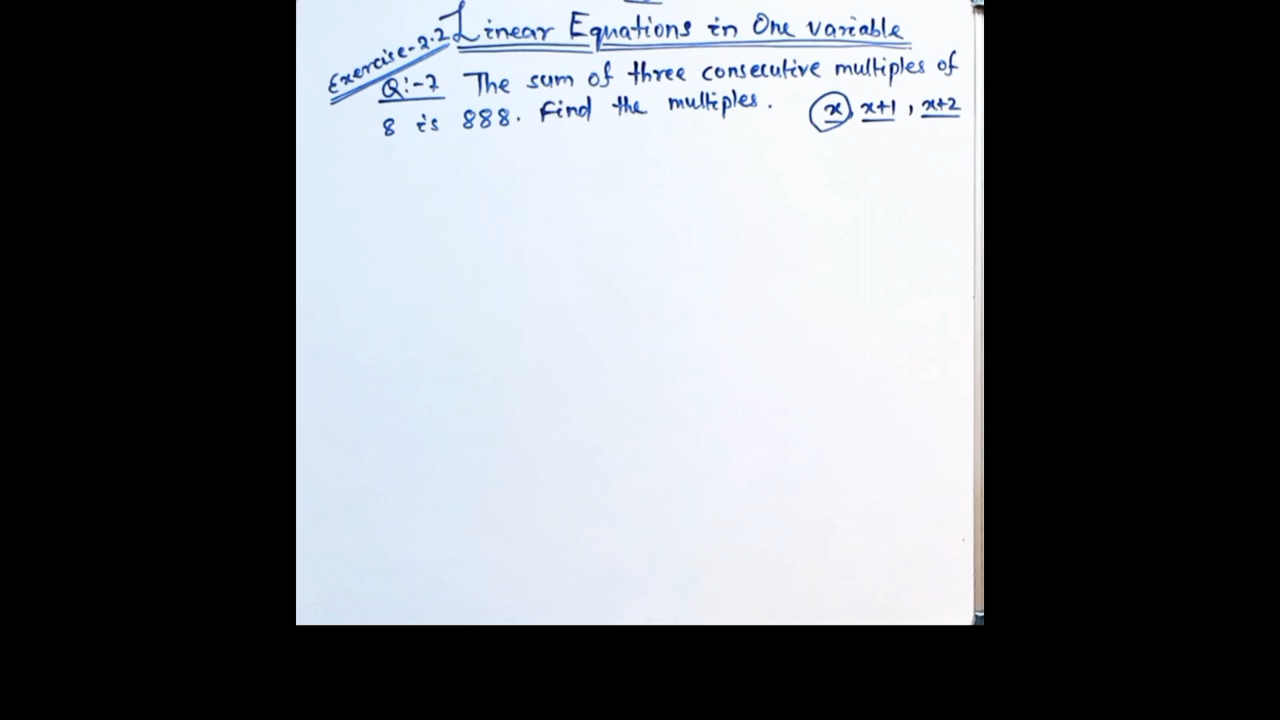 Exercise-2.2 Linear Equations in One variable
Q:-7 The sum of three consecutive multiples of
8 is 888. Find the multiples. x, x+1, x+2